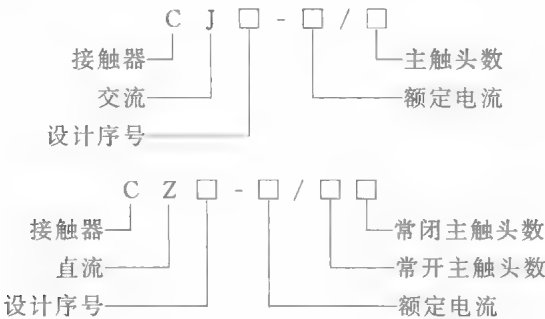 C J □ - □ / □
接触器 主触头数
交流 额定电流
设计序号
C Z □ - □ / □ □
接触器 常闭主触头数
直流 常开主触头数
设计序号 额定电流